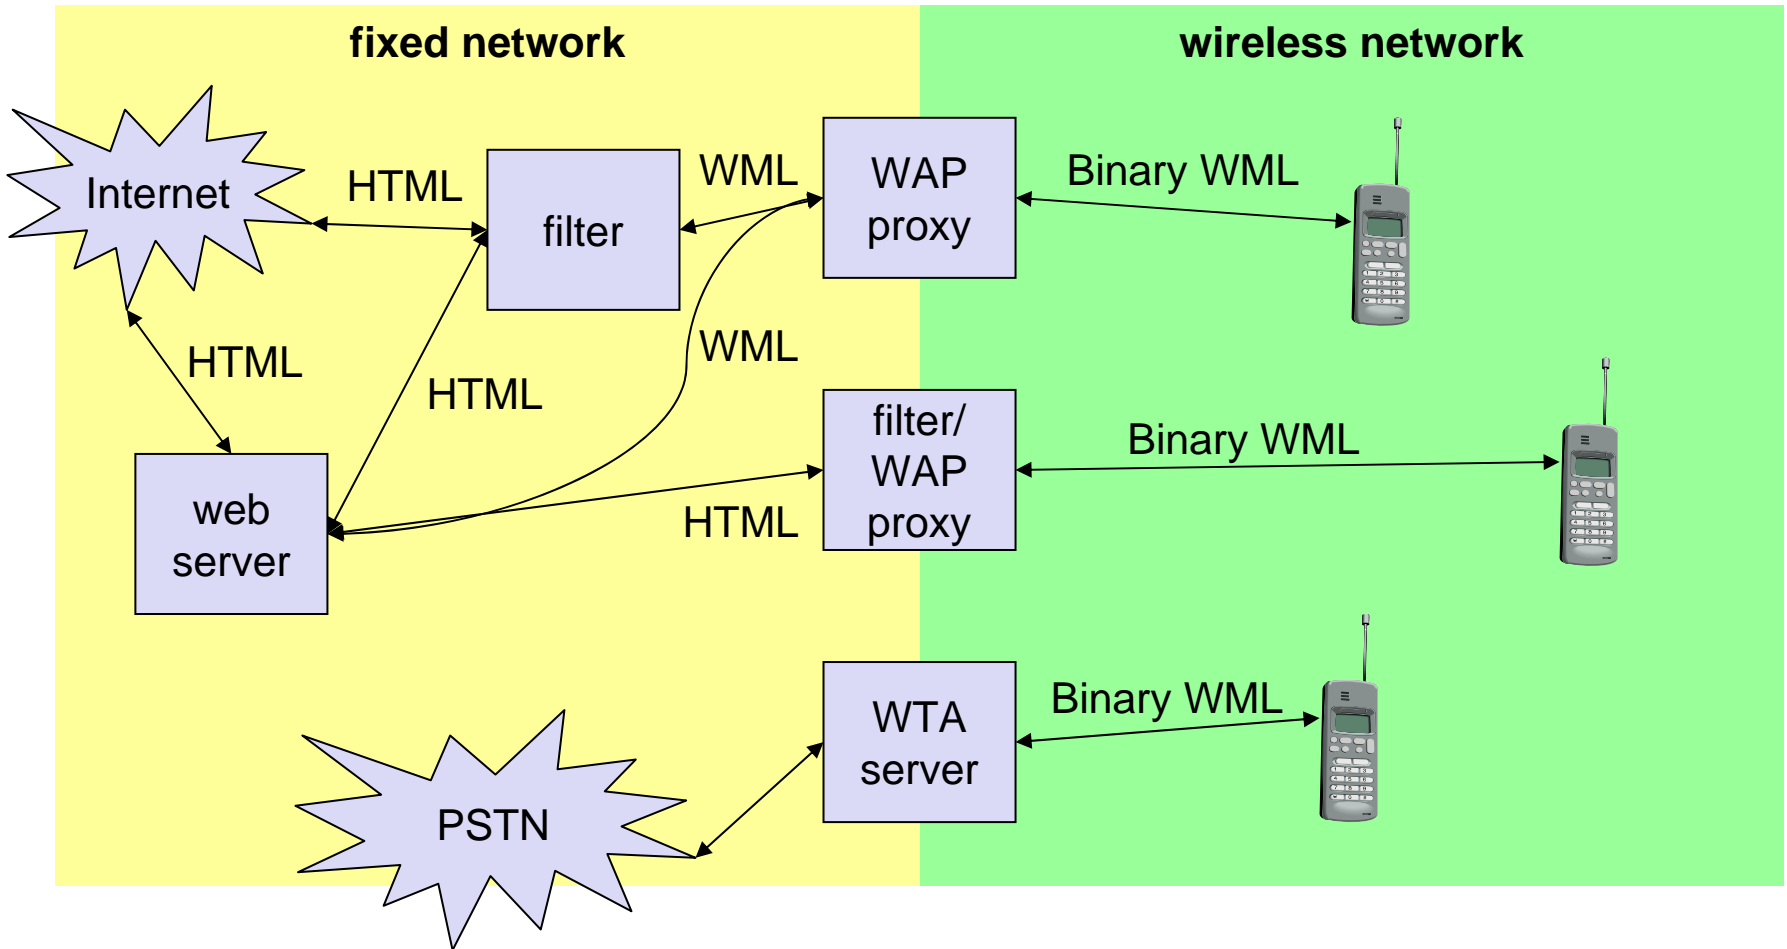 fixed network
wireless network
Internet
HTML
filter
WML
WAP
proxy
Binary WML
HTML
HTML
WML
web
server
HTML
filter/
WAP
proxy
Binary WML
PSTN
WTA
server
Binary WML